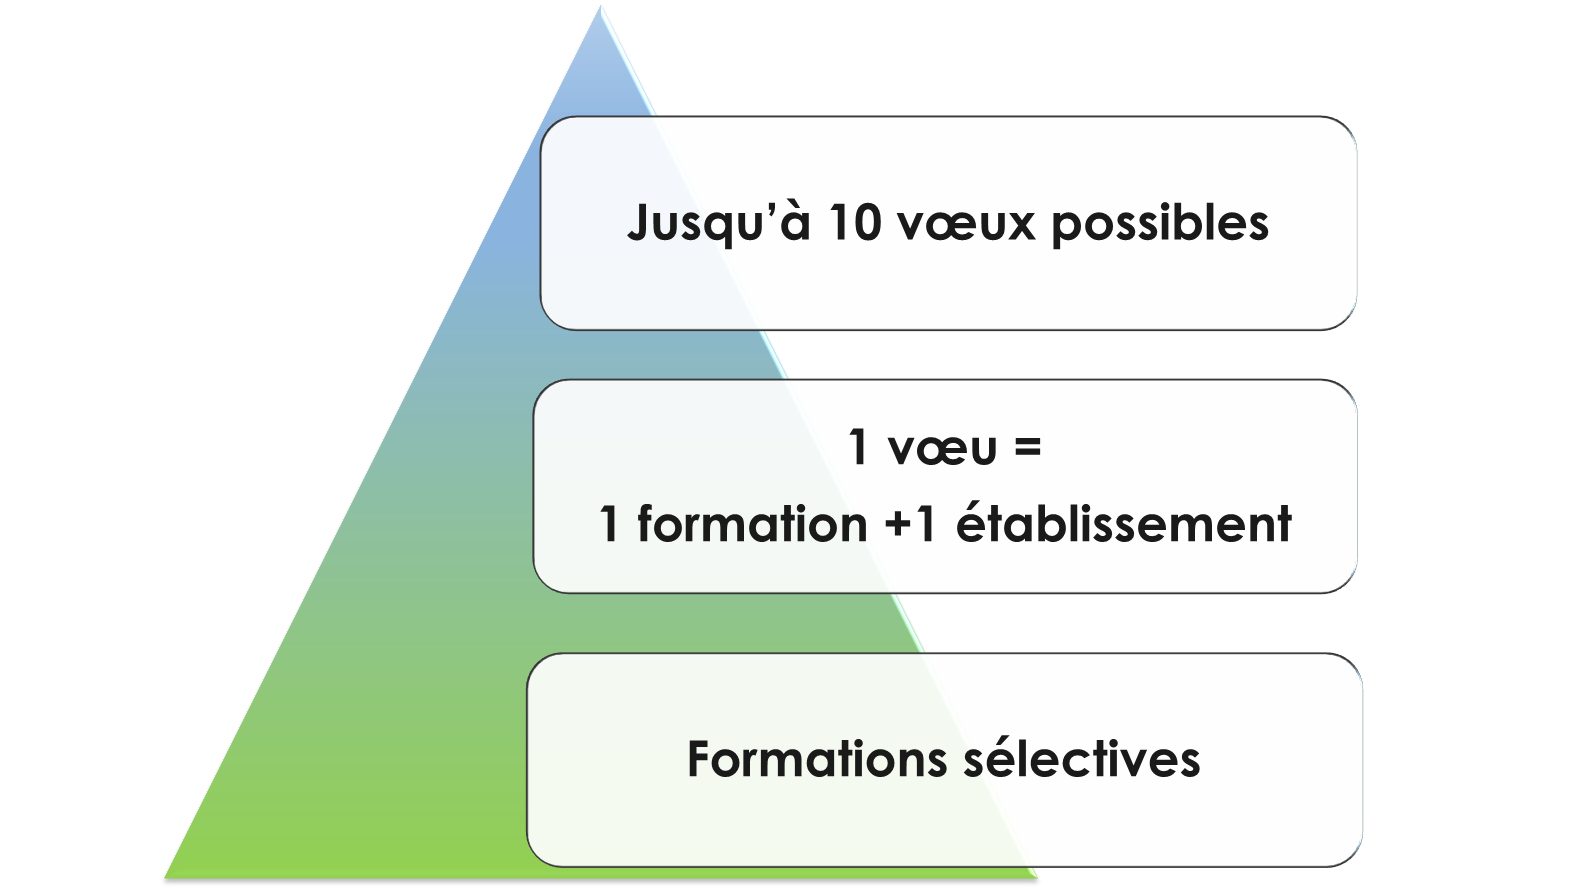 Jusqu’à 10 vœux possibles
1 vœu =
1 formation +1 établissement
Formations sélectives